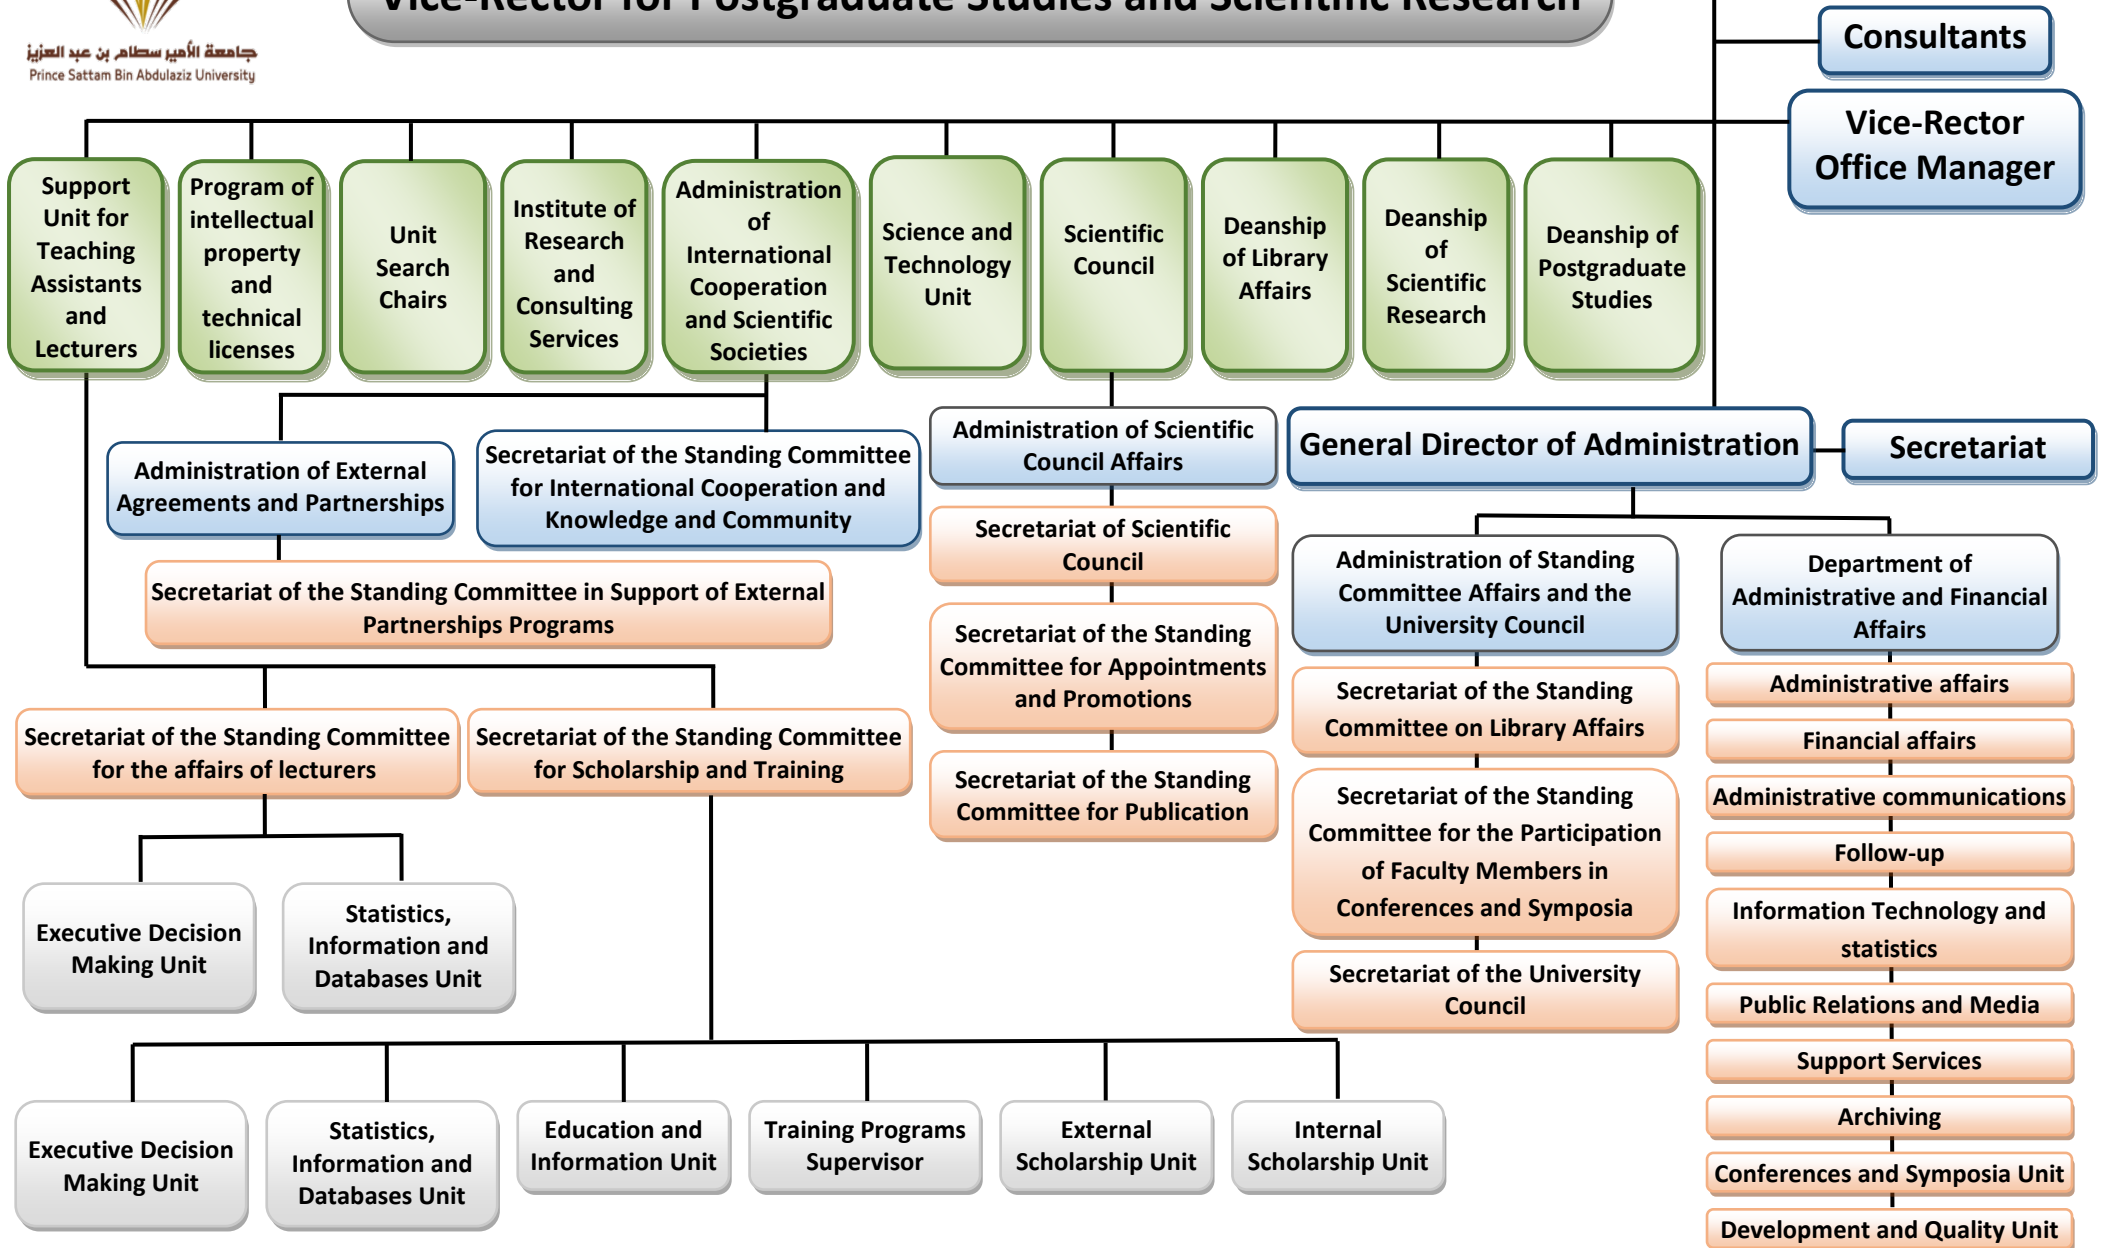 Vice-Rector for Postgraduate Studies and Scientific Research
جامعة الأمير سطام بن عبد العزيز
Prince Sattam Bin Abdulaziz University
Consultants
Vice-Rector
Office Manager
Support
Unit for
Teaching
Assistants
and
Lecturers
Program of
intellectual
property
and
technical
licenses
Unit
Search
Chairs
Institute of
Research
and
Consulting
Services
Administration
of
International
Cooperation
and Scientific
Societies
Science and
Technology
Unit
Scientific
Council
Deanship
of Library
Affairs
Deanship
of
Scientific
Research
Deanship of
Postgraduate
Studies
Administration of External
Agreements and Partnerships
Secretariat of the Standing Committee
for International Cooperation and
Knowledge and Community
Administration of Scientific
Council Affairs
General Director of Administration
Secretariat
Secretariat of the Standing Committee in Support of External
Partnerships Programs
Secretariat of Scientific
Council
Secretariat of the Standing
Committee for Appointments
and Promotions
Secretariat of the Standing
Committee for Publication
Administration of Standing
Committee Affairs and the
University Council
Secretariat of the Standing
Committee on Library Affairs
Secretariat of the Standing
Committee for the Participation
of Faculty Members in
Conferences and Symposia
Secretariat of the University
Council
Department of
Administrative and Financial
Affairs
Administrative affairs
Financial affairs
Administrative communications
Follow-up
Information Technology and
statistics
Public Relations and Media
Support Services
Archiving
Conferences and Symposia Unit
Development and Quality Unit
Secretariat of the Standing Committee
for the affairs of lecturers
Secretariat of the Standing Committee
for Scholarship and Training
Executive Decision
Making Unit
Statistics,
Information and
Databases Unit
Executive Decision
Making Unit
Statistics,
Information and
Databases Unit
Education and
Information Unit
Training Programs
Supervisor
External
Scholarship Unit
Internal
Scholarship Unit